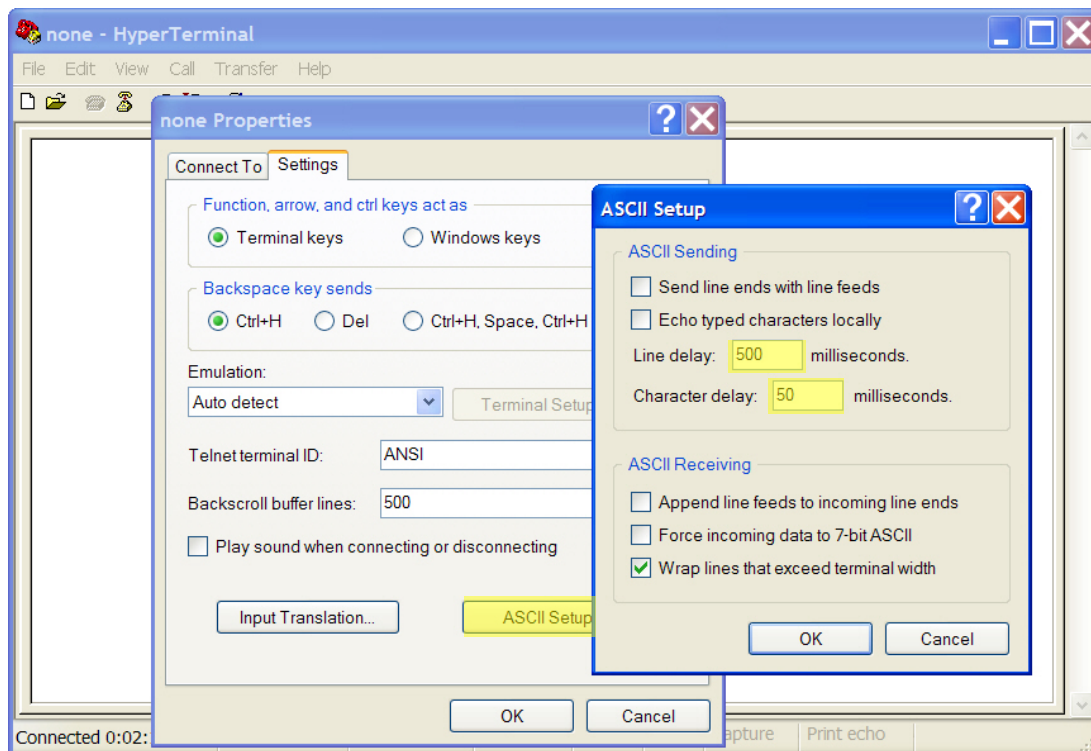 none - HyperTerminal
File Edit View Call Transfer Help
none Properties
Connect To Settings
Function, arrow, and ctrl keys act as
Terminal keys Windows keys
Backspace key sends
Ctrl+H Del Ctrl+H, Space, Ctrl+H
Emulation:
Auto detect Terminal Setup
Telnet terminal ID: ANSI
Backscroll buffer lines: 500
Play sound when connecting or disconnecting
Input Translation... ASCII Setup
OK Cancel
ASCII Setup
ASCII Sending
Send line ends with line feeds
Echo typed characters locally
Line delay: 500 milliseconds.
Character delay: 50 milliseconds.
ASCII Receiving
Append line feeds to incoming line ends
Force incoming data to 7-bit ASCII
Wrap lines that exceed terminal width
OK Cancel
Connected 0:02: apture Print echo